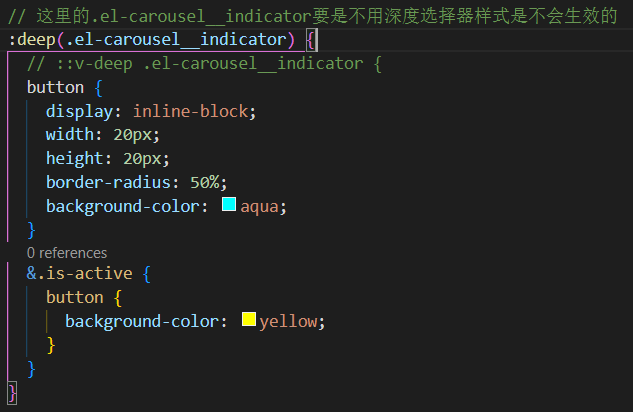 // 这里的.el-carousel__indicator要是不用深度选择器样式是不会生效的
:deep(.el-carousel__indicator) {
// ::v-deep .el-carousel__indicator {
button {
display: inline-block;
width: 20px;
height: 20px;
border-radius: 50%;
background-color: aqua;
}
0 references
&.is-active {
button {
background-color: yellow;
}
}
}